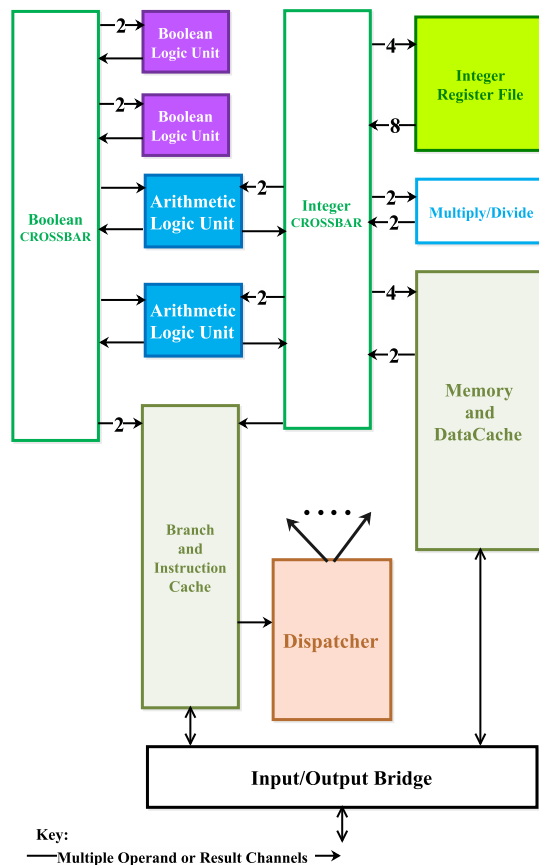 2
Boolean
Logic Unit
2
Boolean
Logic Unit
Boolean
CROSSBAR
Arithmetic
Logic Unit
2
Arithmetic
Logic Unit
2
Integer
CROSSBAR
4
8
Integer
Register File
2
2
Multiply/Divide
4
2
Memory
and
DataCache
2
Branch
and
Instruction
Cache
Dispatcher
Input/Output Bridge
Key:
Multiple Operand or Result Channels